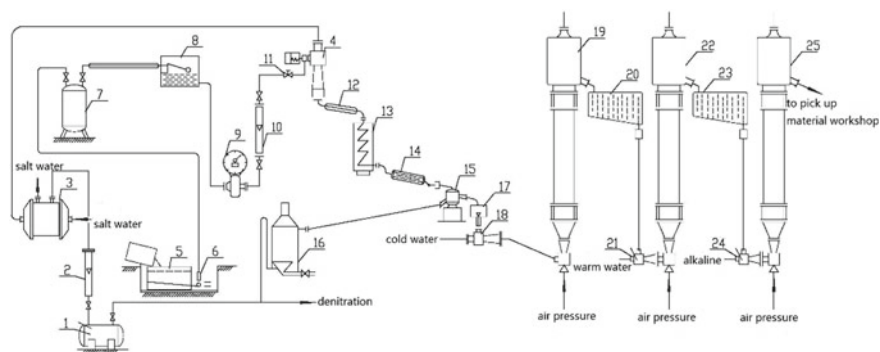 8
4
19
22
25
11
20
23
12
7
9
10
13
to pick up
material workshop
salt water
14
3
15
17
salt water
18
5
6
16
cold water
21
warm water
24
alkaline
2
denitration
1
air pressure
air pressure
air pressure